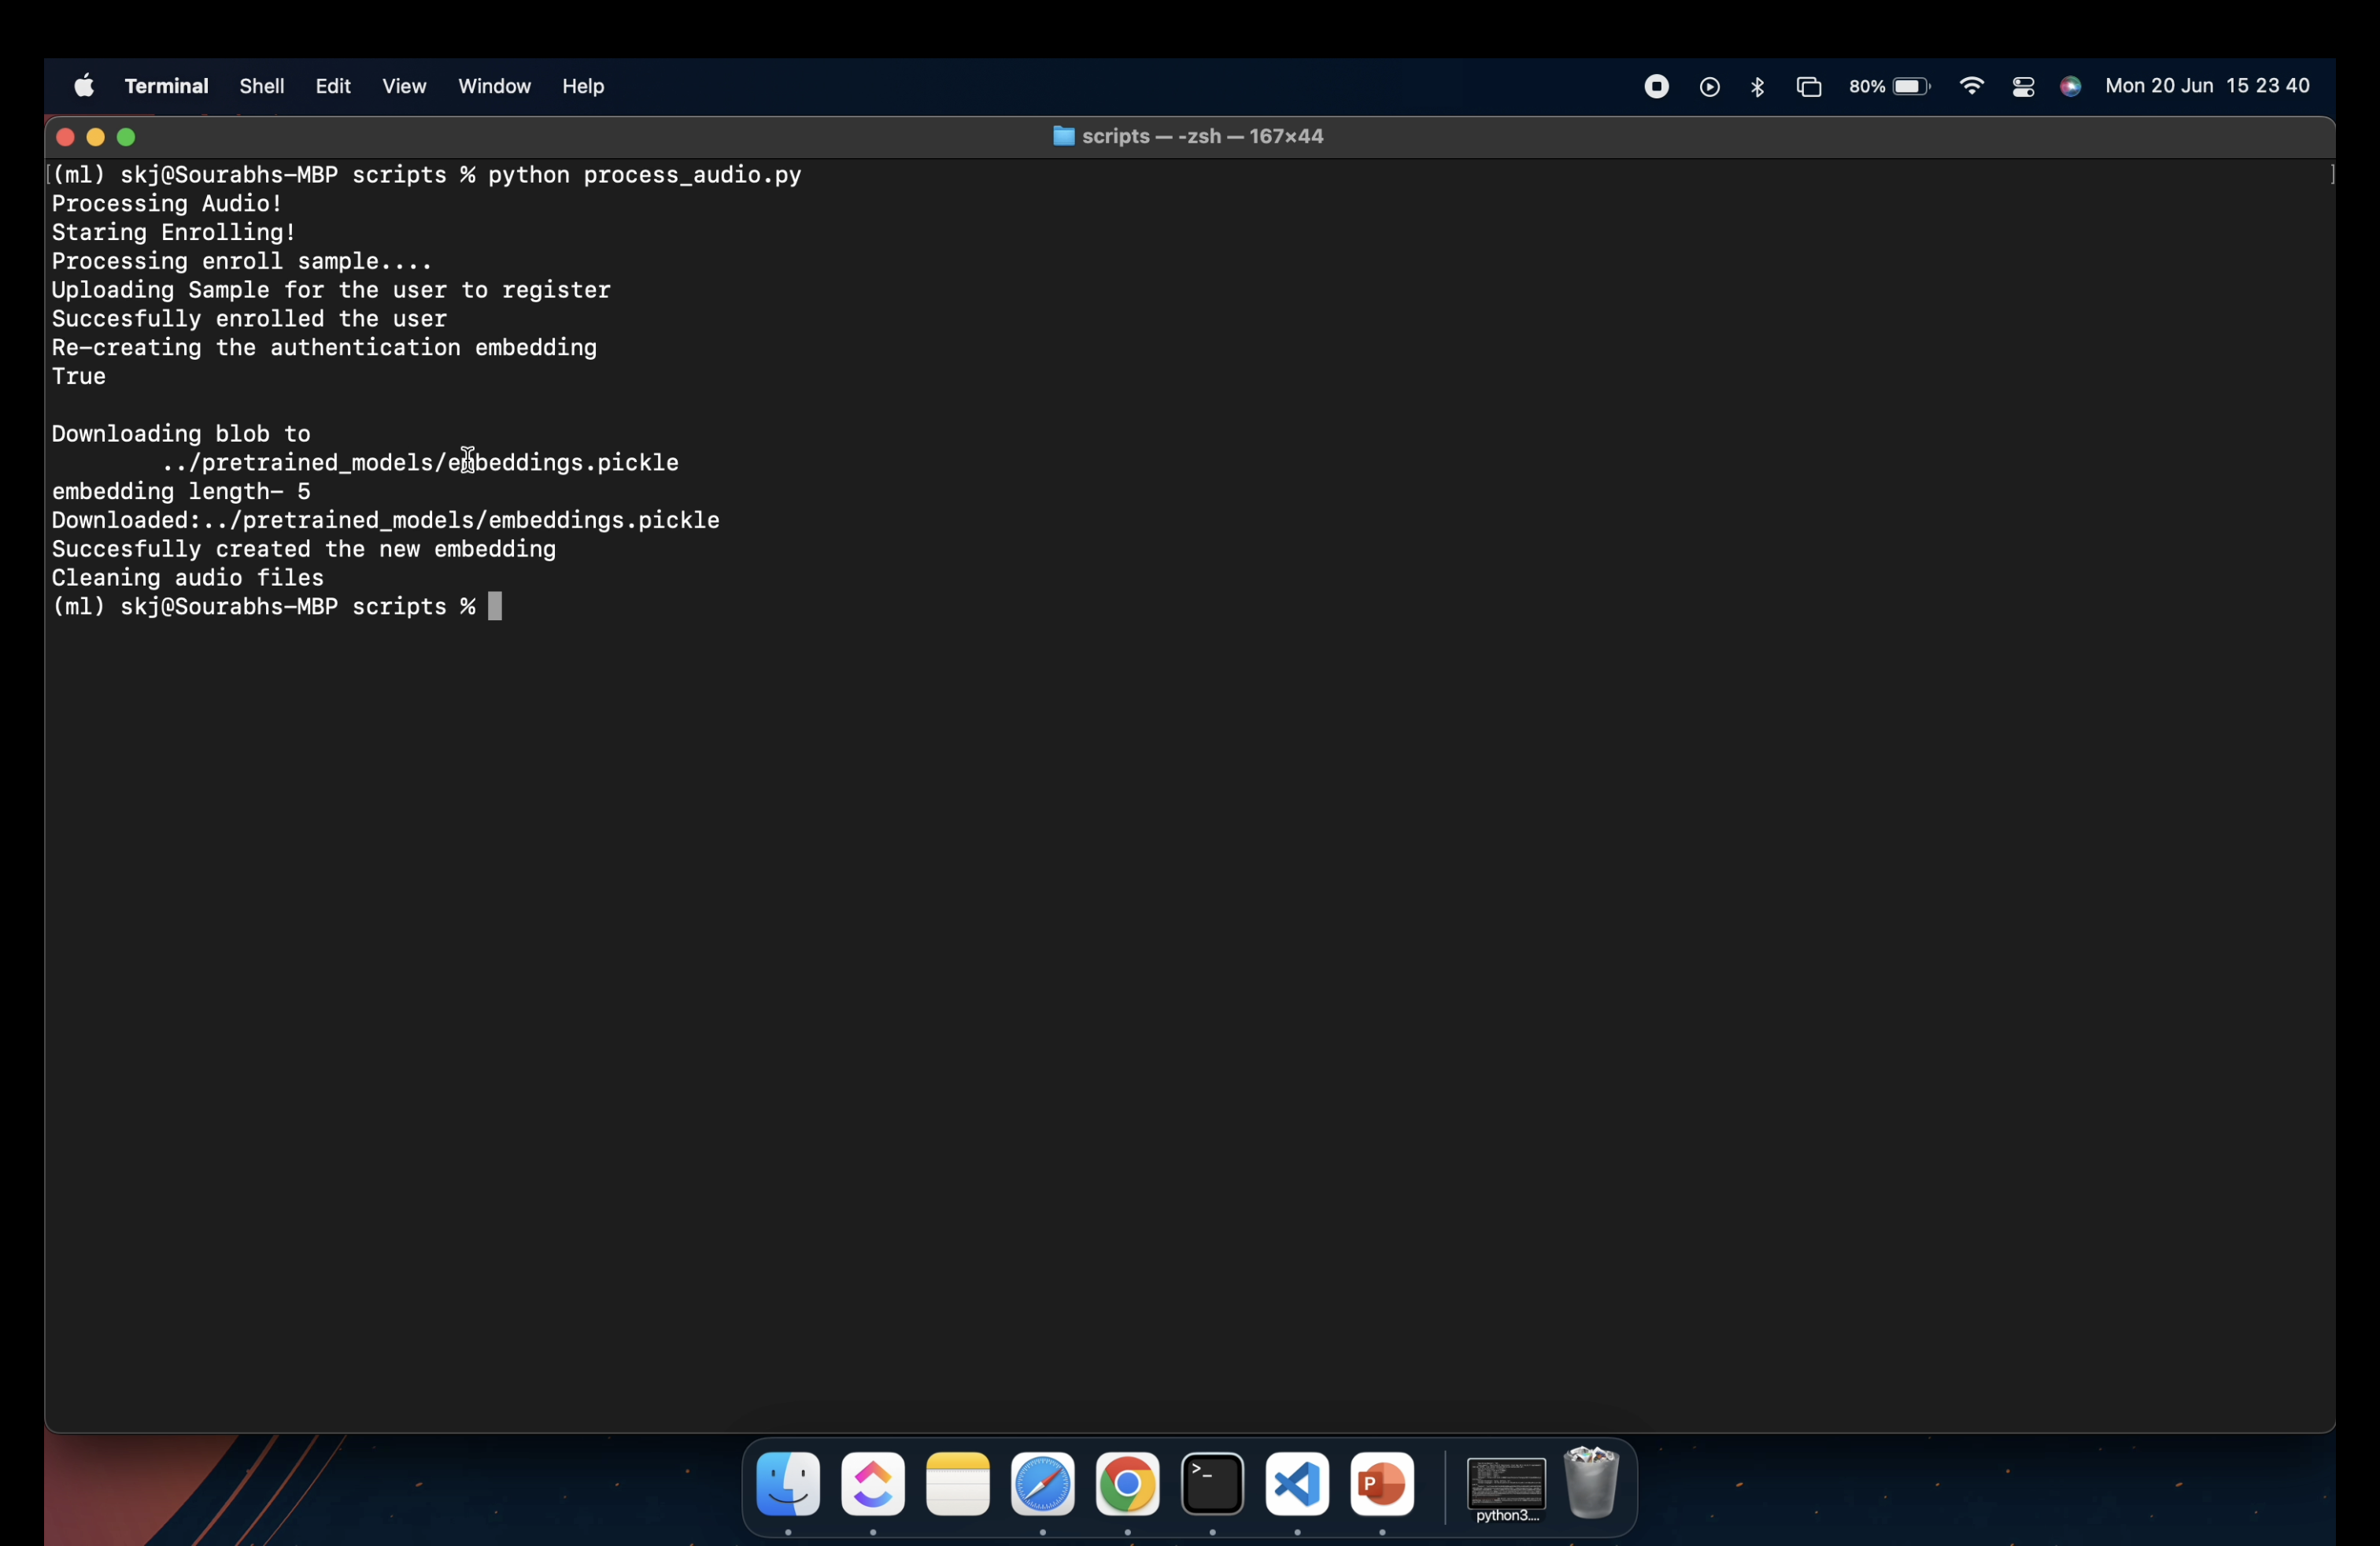 Terminal Shell Edit View Window Help 80% Mon 20 Jun 15 23 40
scripts — -zsh — 167×44
[(ml) skj@Sourabhs-MBP scripts % python process_audio.py ]
Processing Audio!
Staring Enrolling!
Processing enroll sample....
Uploading Sample for the user to register
Succesfully enrolled the user
Re-creating the authentication embedding
True
Downloading blob to
../pretrained_models/embeddings.pickle
embedding length- 5
Downloaded:../pretrained_models/embeddings.pickle
Succesfully created the new embedding
Cleaning audio files
(ml) skj@Sourabhs-MBP scripts %
>_
P
python3....